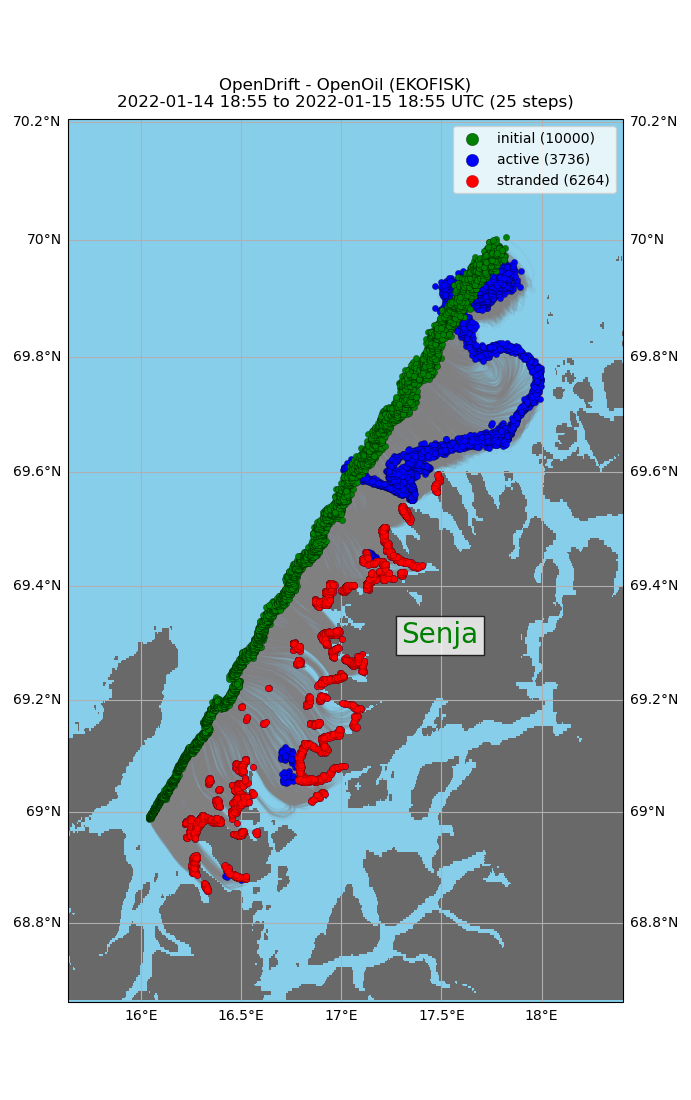 OpenDrift - OpenOil (EKOFISK)
2022-01-14 18:55 to 2022-01-15 18:55 UTC (25 steps)
70.2°N
70.2°N
initial (10000)
active (3736)
stranded (6264)
70°N
70°N
69.8°N
69.8°N
69.6°N
69.6°N
69.4°N
69.4°N
Senja
69.2°N
69.2°N
69°N
69°N
68.8°N
68.8°N
16°E
16.5°E
17°E
17.5°E
18°E